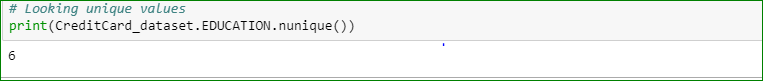 # Looking unique values
print(CreditCard_dataset.EDUCATION.nunique())
6